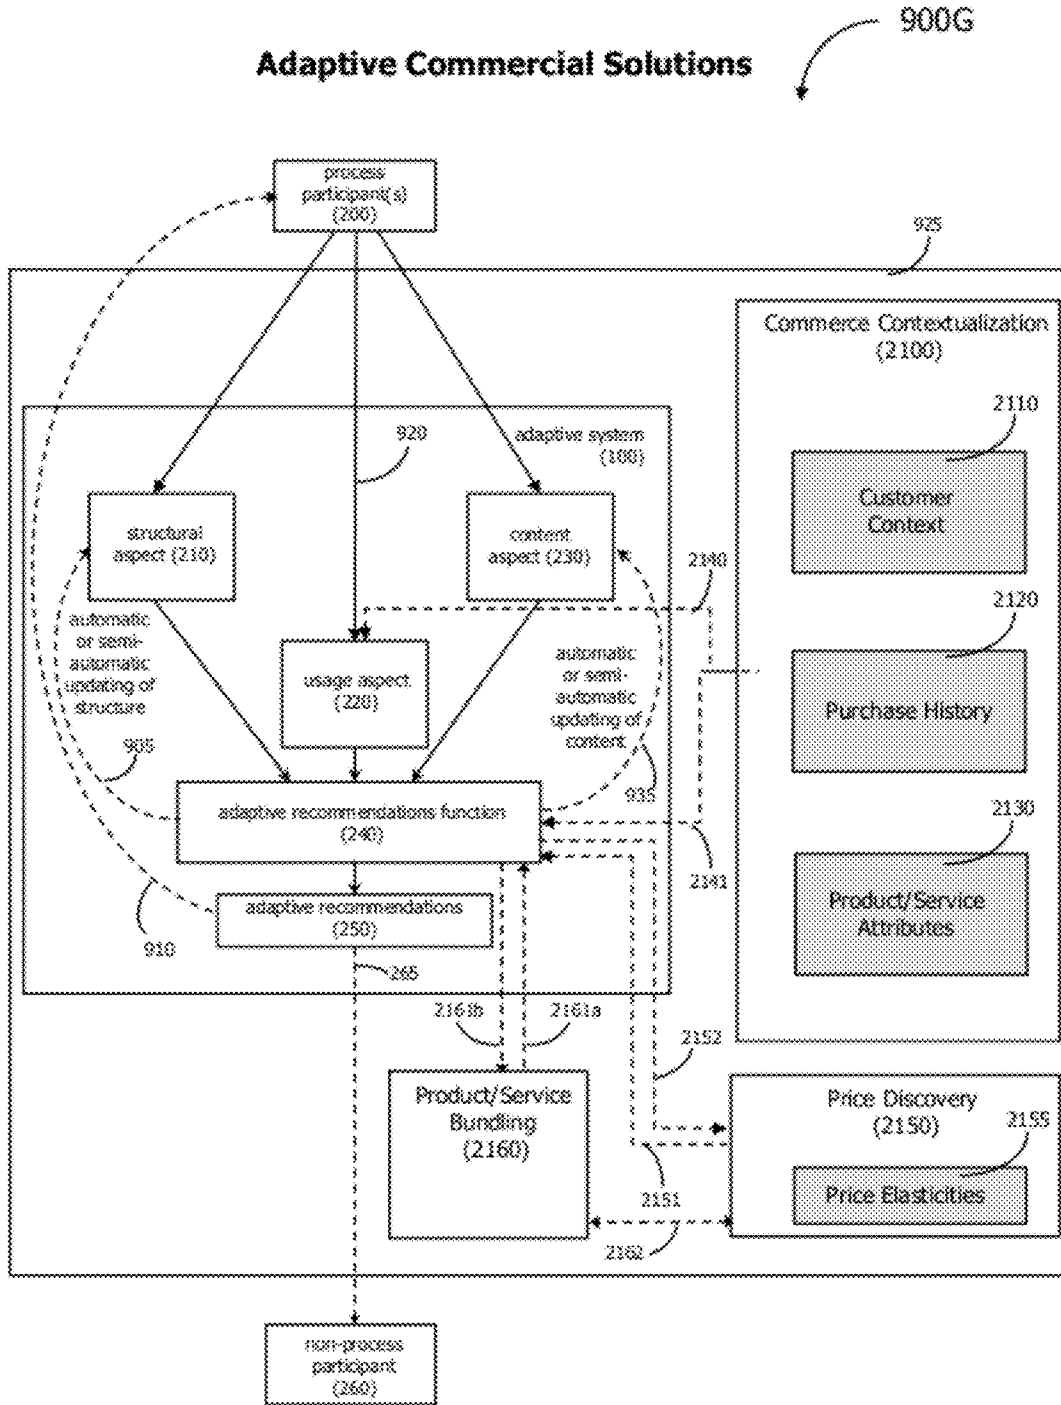 900G
Adaptive Commercial Solutions
process
participant(s)
(200)
925
Commerce Contextualization
(2100)
2110
920
adaptive system
(100)
Customer
Context
structural
aspect (210)
content
aspect (230)
2140
2120
automatic
or semi-
automatic
updating of
structure
usage aspect
(220)
automatic
or semi-
automatic
updating of
content
Purchase History
905
935
adaptive recommendations function
(240)
2130
2141
Product/Service
Attributes
adaptive recommendations
(250)
910
265
2161b
2161a
2152
Product/Service
Bundling
(2160)
Price Discovery
(2150)
2155
Price Elasticities
2151
2162
non-process
participant
(260)